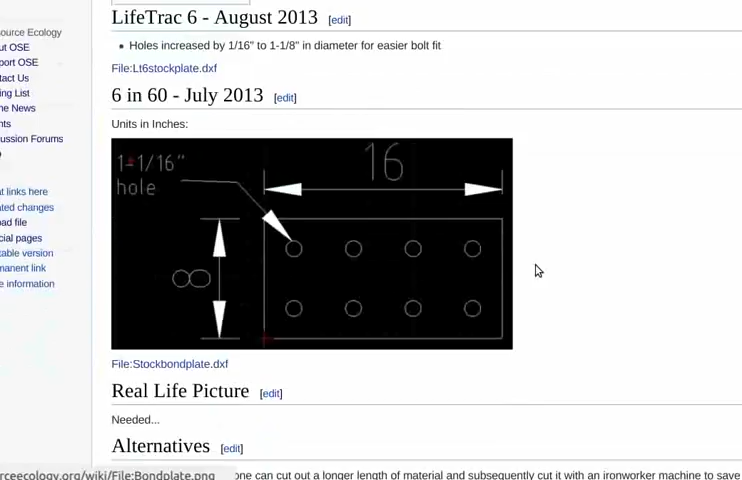 LifeTrac 6 - August 2013 [edit]
Holes increased by 1/16" to 1-1/8" in diameter for easier bolt fit
File:Lt6stockplate.dxf
6 in 60 - July 2013 [edit]
Units in Inches:
1-1/16"
hole
16
8
File:Stockbondplate.dxf
Real Life Picture [edit]
Needed...
Alternatives [edit]
one can cut out a longer length of material and subsequently cut it with an ironworker machine to save
ource Ecology
ut OSE
port OSE
tact Us
ing List
he News
nts
ussion Forums
at links here
ated changes
oad file
cial pages
table version
manent link
e information
rceecology.org/wiki/File:Bondplate.png